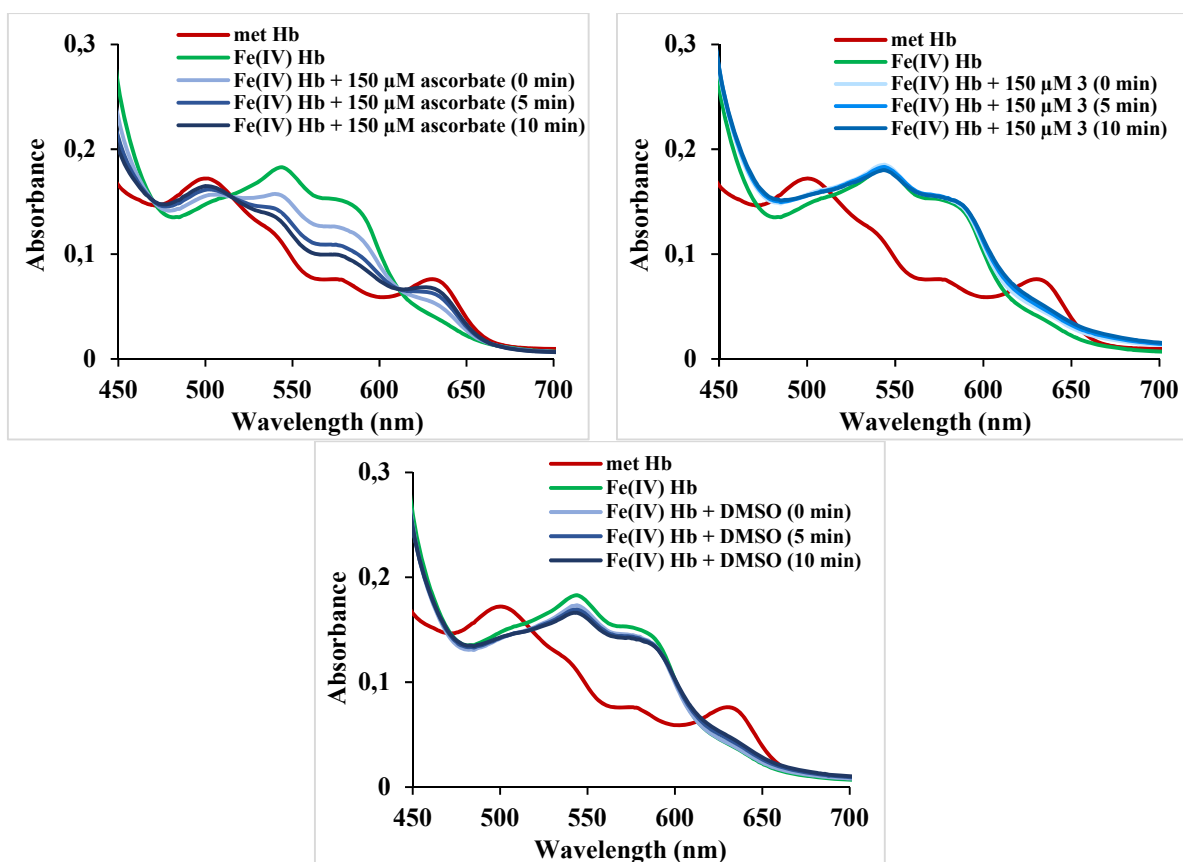 met Hb
Fe(IV) Hb
Fe(IV) Hb + 150 µM ascorbate (0 min)
Fe(IV) Hb + 150 µM ascorbate (5 min)
Fe(IV) Hb + 150 µM ascorbate (10 min)
0,3
0,2
0,1
0
Absorbance
450 500 550 600 650 700
Wavelength (nm)
met Hb
Fe(IV) Hb
Fe(IV) Hb + 150 µM 3 (0 min)
Fe(IV) Hb + 150 µM 3 (5 min)
Fe(IV) Hb + 150 µM 3 (10 min)
0,3
0,2
0,1
0
Absorbance
450 500 550 600 650 700
Wavelength (nm)
met Hb
Fe(IV) Hb
Fe(IV) Hb + DMSO (0 min)
Fe(IV) Hb + DMSO (5 min)
Fe(IV) Hb + DMSO (10 min)
0,3
0,2
0,1
0
Absorbance
450 500 550 600 650 700
Wavelength (nm)